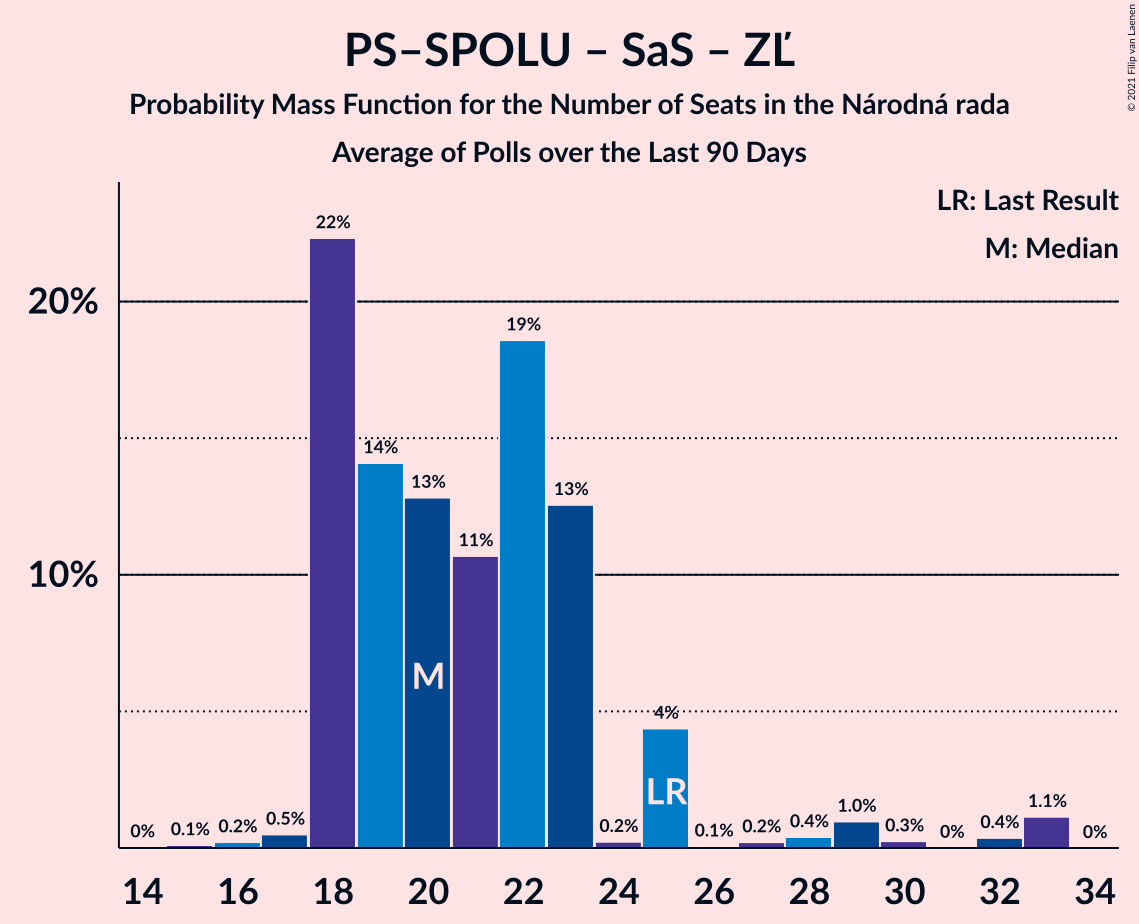 PS–SPOLU – SaS – ZĽ
Probability Mass Function for the Number of Seats in the Národná rada
Average of Polls over the Last 90 Days
© 2021 Filip van Laenen
LR: Last Result
M: Median
20%
10%
0%
0.1%
0.2%
0.5%
22%
14%
13%
11%
19%
13%
0.2%
4%
0.1%
0.2%
0.4%
1.0%
0.3%
0%
0.4%
1.1%
0%
M
LR
14 16 18 20 22 24 26 28 30 32 34